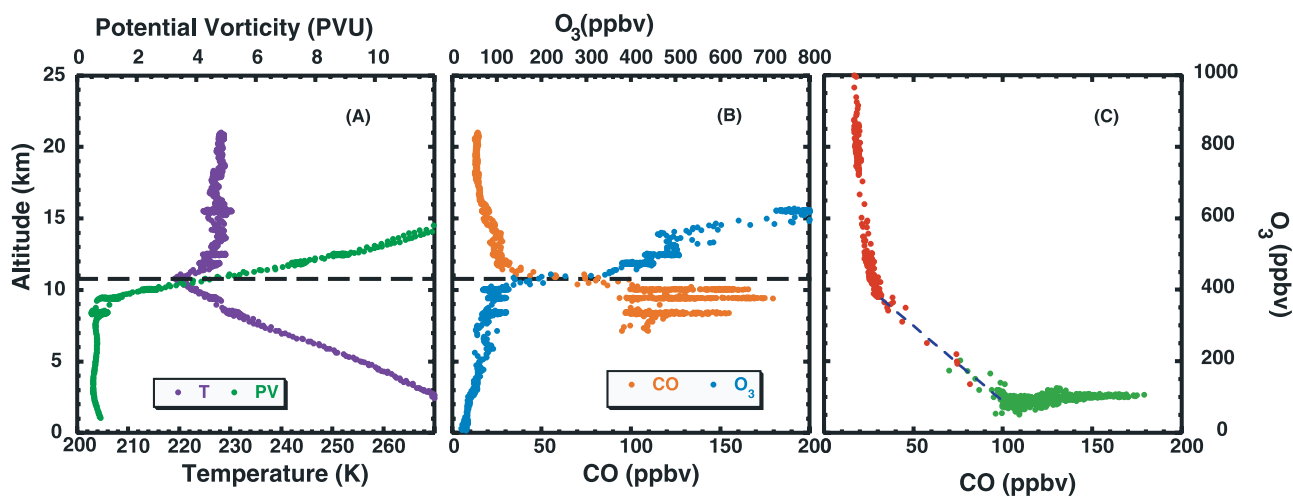 Potential Vorticity (PVU)
O3(ppbv)
0 2 4 6 8 10
0 100 200 300 400 500 600 700 800
25
20
15
10
5
0
Altitude (km)
(A)
(B)
(C)
1000
800
600
400
200
0
O3 (ppbv)
T PV
CO O3
200 210 220 230 240 250 260
0 50 100 150 200
0 50 100 150 200
Temperature (K)
CO (ppbv)
CO (ppbv)